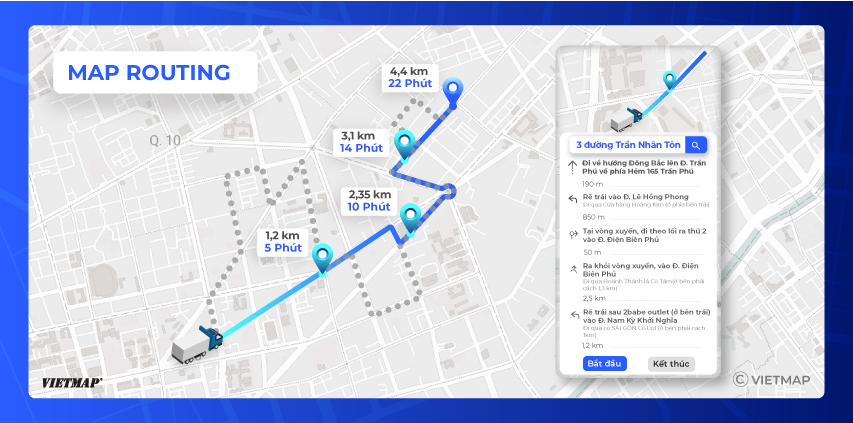 MAP ROUTING
Q. 10
4,4 km
22 Phút
3,1 km
14 Phút
2,35 km
10 Phút
1,2 km
5 Phút
VIETMAP®
3 đường Trần Nhân Tôn
Đi về hướng Đông Bắc lên Đ. Trần
Phú về phía Hẻm 165 Trần Phú
190 m
Rẽ trái vào Đ. Lê Hồng Phong
Đi qua Cửa hàng Hoàng Kim (ở phía bên trái)
850 m
Tại vòng xuyến, đi theo lối ra thứ 2
vào Đ. Điện Biên Phủ
50 m
Ra khỏi vòng xuyến, vào Đ. Điện
Biên Phủ
Đi qua Hoành Thánh lá Cô Tám(ở bên phải
cách 1,3 km)
2,5 km
Rẽ trái sau 2babe outlet (ở bên trái)
vào Đ. Nam Kỳ Khởi Nghĩa
Đi qua co SÀI GÒN Co.Ltd (ở bên phải cách
1km)
1,2 km
Bắt đầu
Kết thúc
© VIETMAP